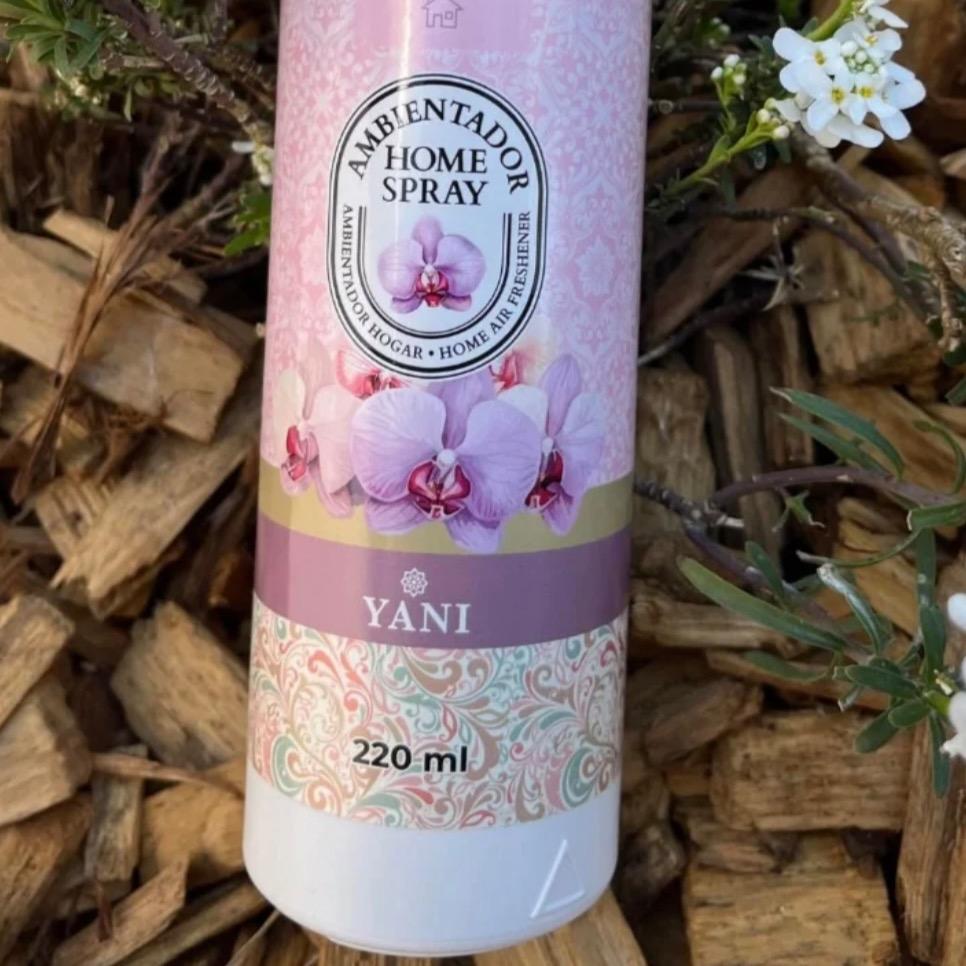 AMBIENTADOR
HOME
SPRAY
AMBIENTADOR HOGAR • HOME AIR FRESHENER
YANI
220 ml